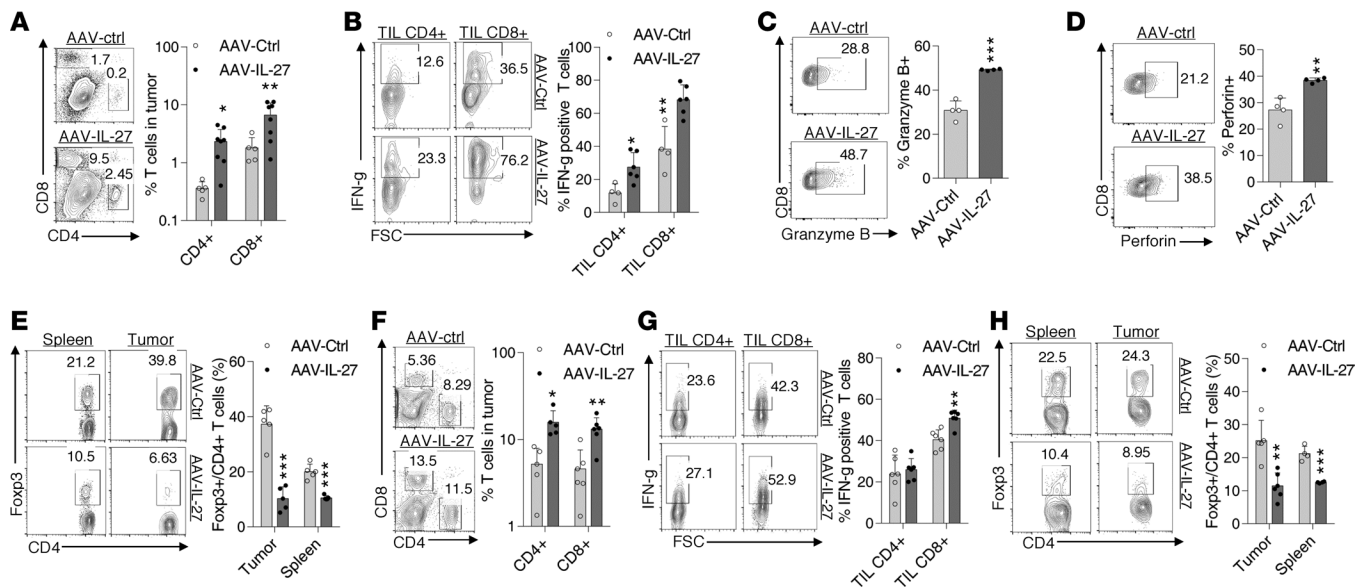 A
AAV-ctrl
1.7
0.2
AAV-IL-27
9.5
2.45
CD8
CD4
% T cells in tumor
100
10
1
0.1
AAV-Ctrl
AAV-IL-27
*
**
CD4+
CD8+
B
TIL CD4+
TIL CD8+
12.6
36.5
23.3
76.2
AAV-Ctrl
AAV-IL-27
IFN-g
FSC
% IFN-g positive T cells
100
80
60
40
20
0
AAV-Ctrl
AAV-IL-27
*
**
TIL CD4+
TIL CD8+
C
AAV-ctrl
28.8
AAV-IL-27
48.7
CD8
Granzyme B
% Granzyme B+
60
40
20
0
***
AAV-Ctrl
AAV-IL-27
D
AAV-ctrl
21.2
AAV-IL-27
38.5
CD8
Perforin
% Perforin+
50
40
30
20
10
0
**
AAV-Ctrl
AAV-IL-27
E
Spleen
Tumor
21.2
39.8
10.5
6.63
AAV-Ctrl
AAV-IL-27
Foxp3
CD4
Foxp3+/CD4+ T cells (%)
60
40
20
0
AAV-Ctrl
AAV-IL-27
***
***
Tumor
Spleen
F
AAV-ctrl
5.36
8.29
AAV-IL-27
13.5
11.5
CD8
CD4
% T cells in tumor
100
10
1
AAV-Ctrl
AAV-IL-27
*
**
CD4+
CD8+
G
TIL CD4+
TIL CD8+
23.6
42.3
27.1
52.9
AAV-Ctrl
AAV-IL-27
IFN-g
FSC
% IFN-g positive T cells
80
60
40
20
0
AAV-Ctrl
AAV-IL-27
**
TIL CD4+
TIL CD8+
H
Spleen
Tumor
22.5
24.3
10.4
8.95
AAV-Ctrl
AAV-IL-27
Foxp3
CD4
Foxp3+/CD4+ T cells (%)
50
40
30
20
10
0
AAV-Ctrl
AAV-IL-27
**
***
Tumor
Spleen